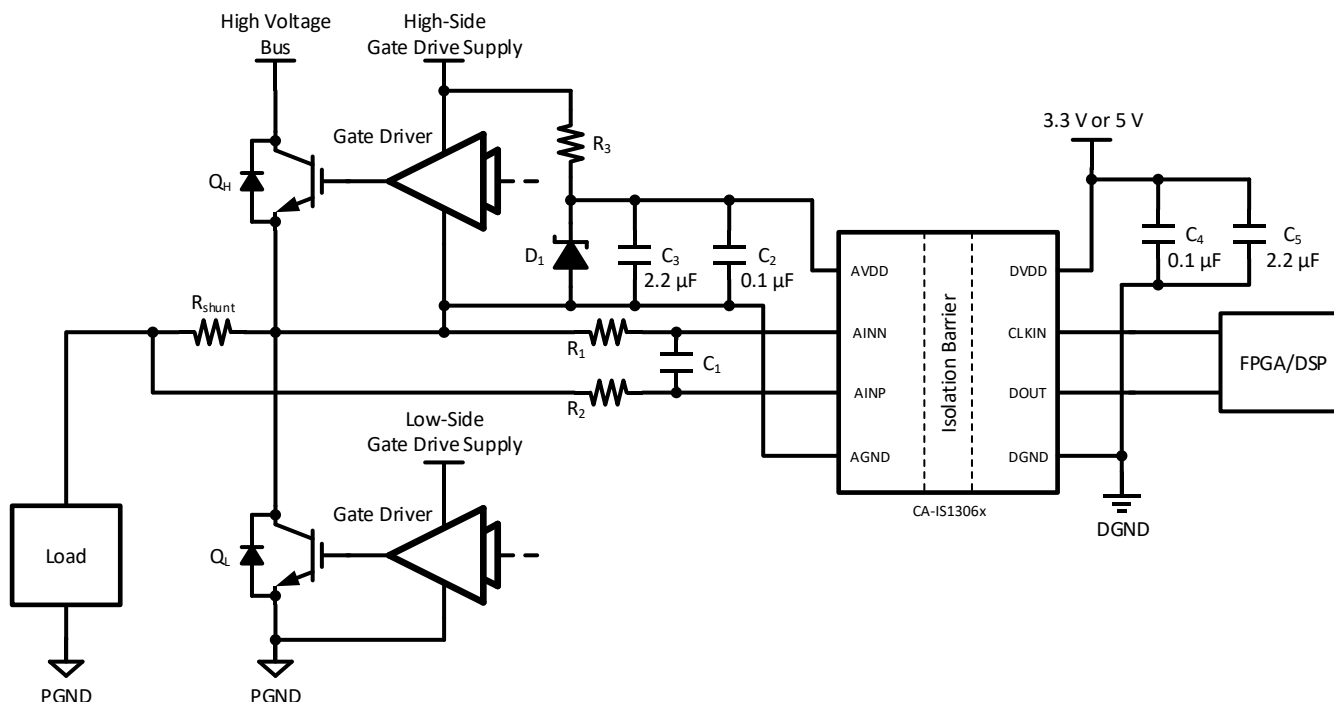 High Voltage
Bus
High-Side
Gate Drive Supply
Gate Driver
R3
3.3 V or 5 V
QH
D1
C3
2.2 µF
C2
0.1 µF
C4
0.1 µF
C5
2.2 µF
AVDD
DVDD
Rshunt
R1
C1
R2
AINN
AINP
AGND
Isolation Barrier
CLKIN
DOUT
DGND
FPGA/DSP
Low-Side
Gate Drive Supply
CA-IS1306x
DGND
Gate Driver
QL
Load
PGND
PGND